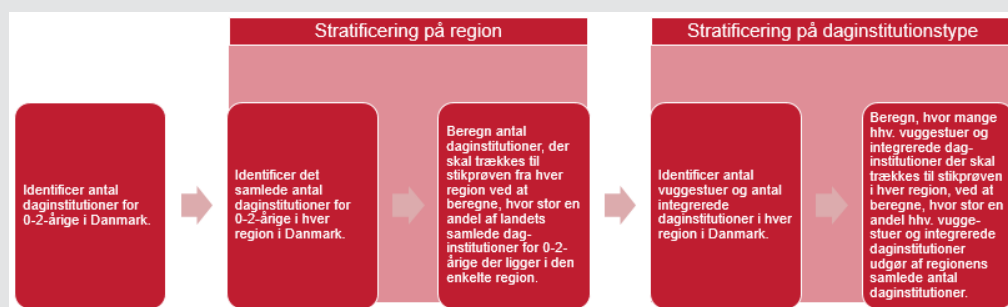 Stratificering på region
Stratificering på daginstitutionstype
Identificer antal
daginstitutioner for
0-2-årige i Danmark.
Identificer det
samlede antal
daginstitutioner for
0-2-årige i hver
region i Danmark.
Beregn antal
daginstitutioner, der
skal trækkes til
stikprøven fra hver
region ved at
beregne, hvor stor en
andel af landets
samlede dag-
institutioner for 0-2-
årige der ligger i den
enkelte region.
Identificer antal
vuggestuer og antal
integrerede
daginstitutioner i hver
region i Danmark.
Beregn, hvor mange
hhv. vuggestuer og
integrerede dag-
institutioner der skal
trækkes til stikprøven
i hver region, ved at
beregne, hvor stor en
andel hhv. vugge-
stuer og integrerede
daginstitutioner
udgør af regionens
samlede antal
daginstitutioner.